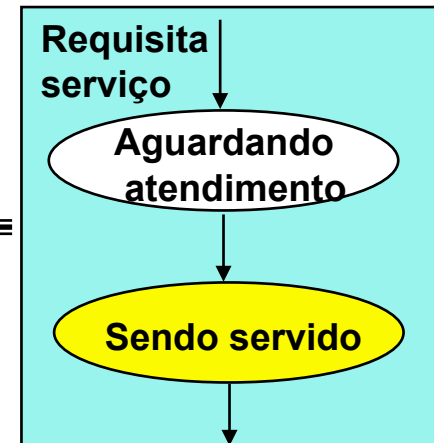 Requisita
serviço
Aguardando
atendimento
Sendo servido